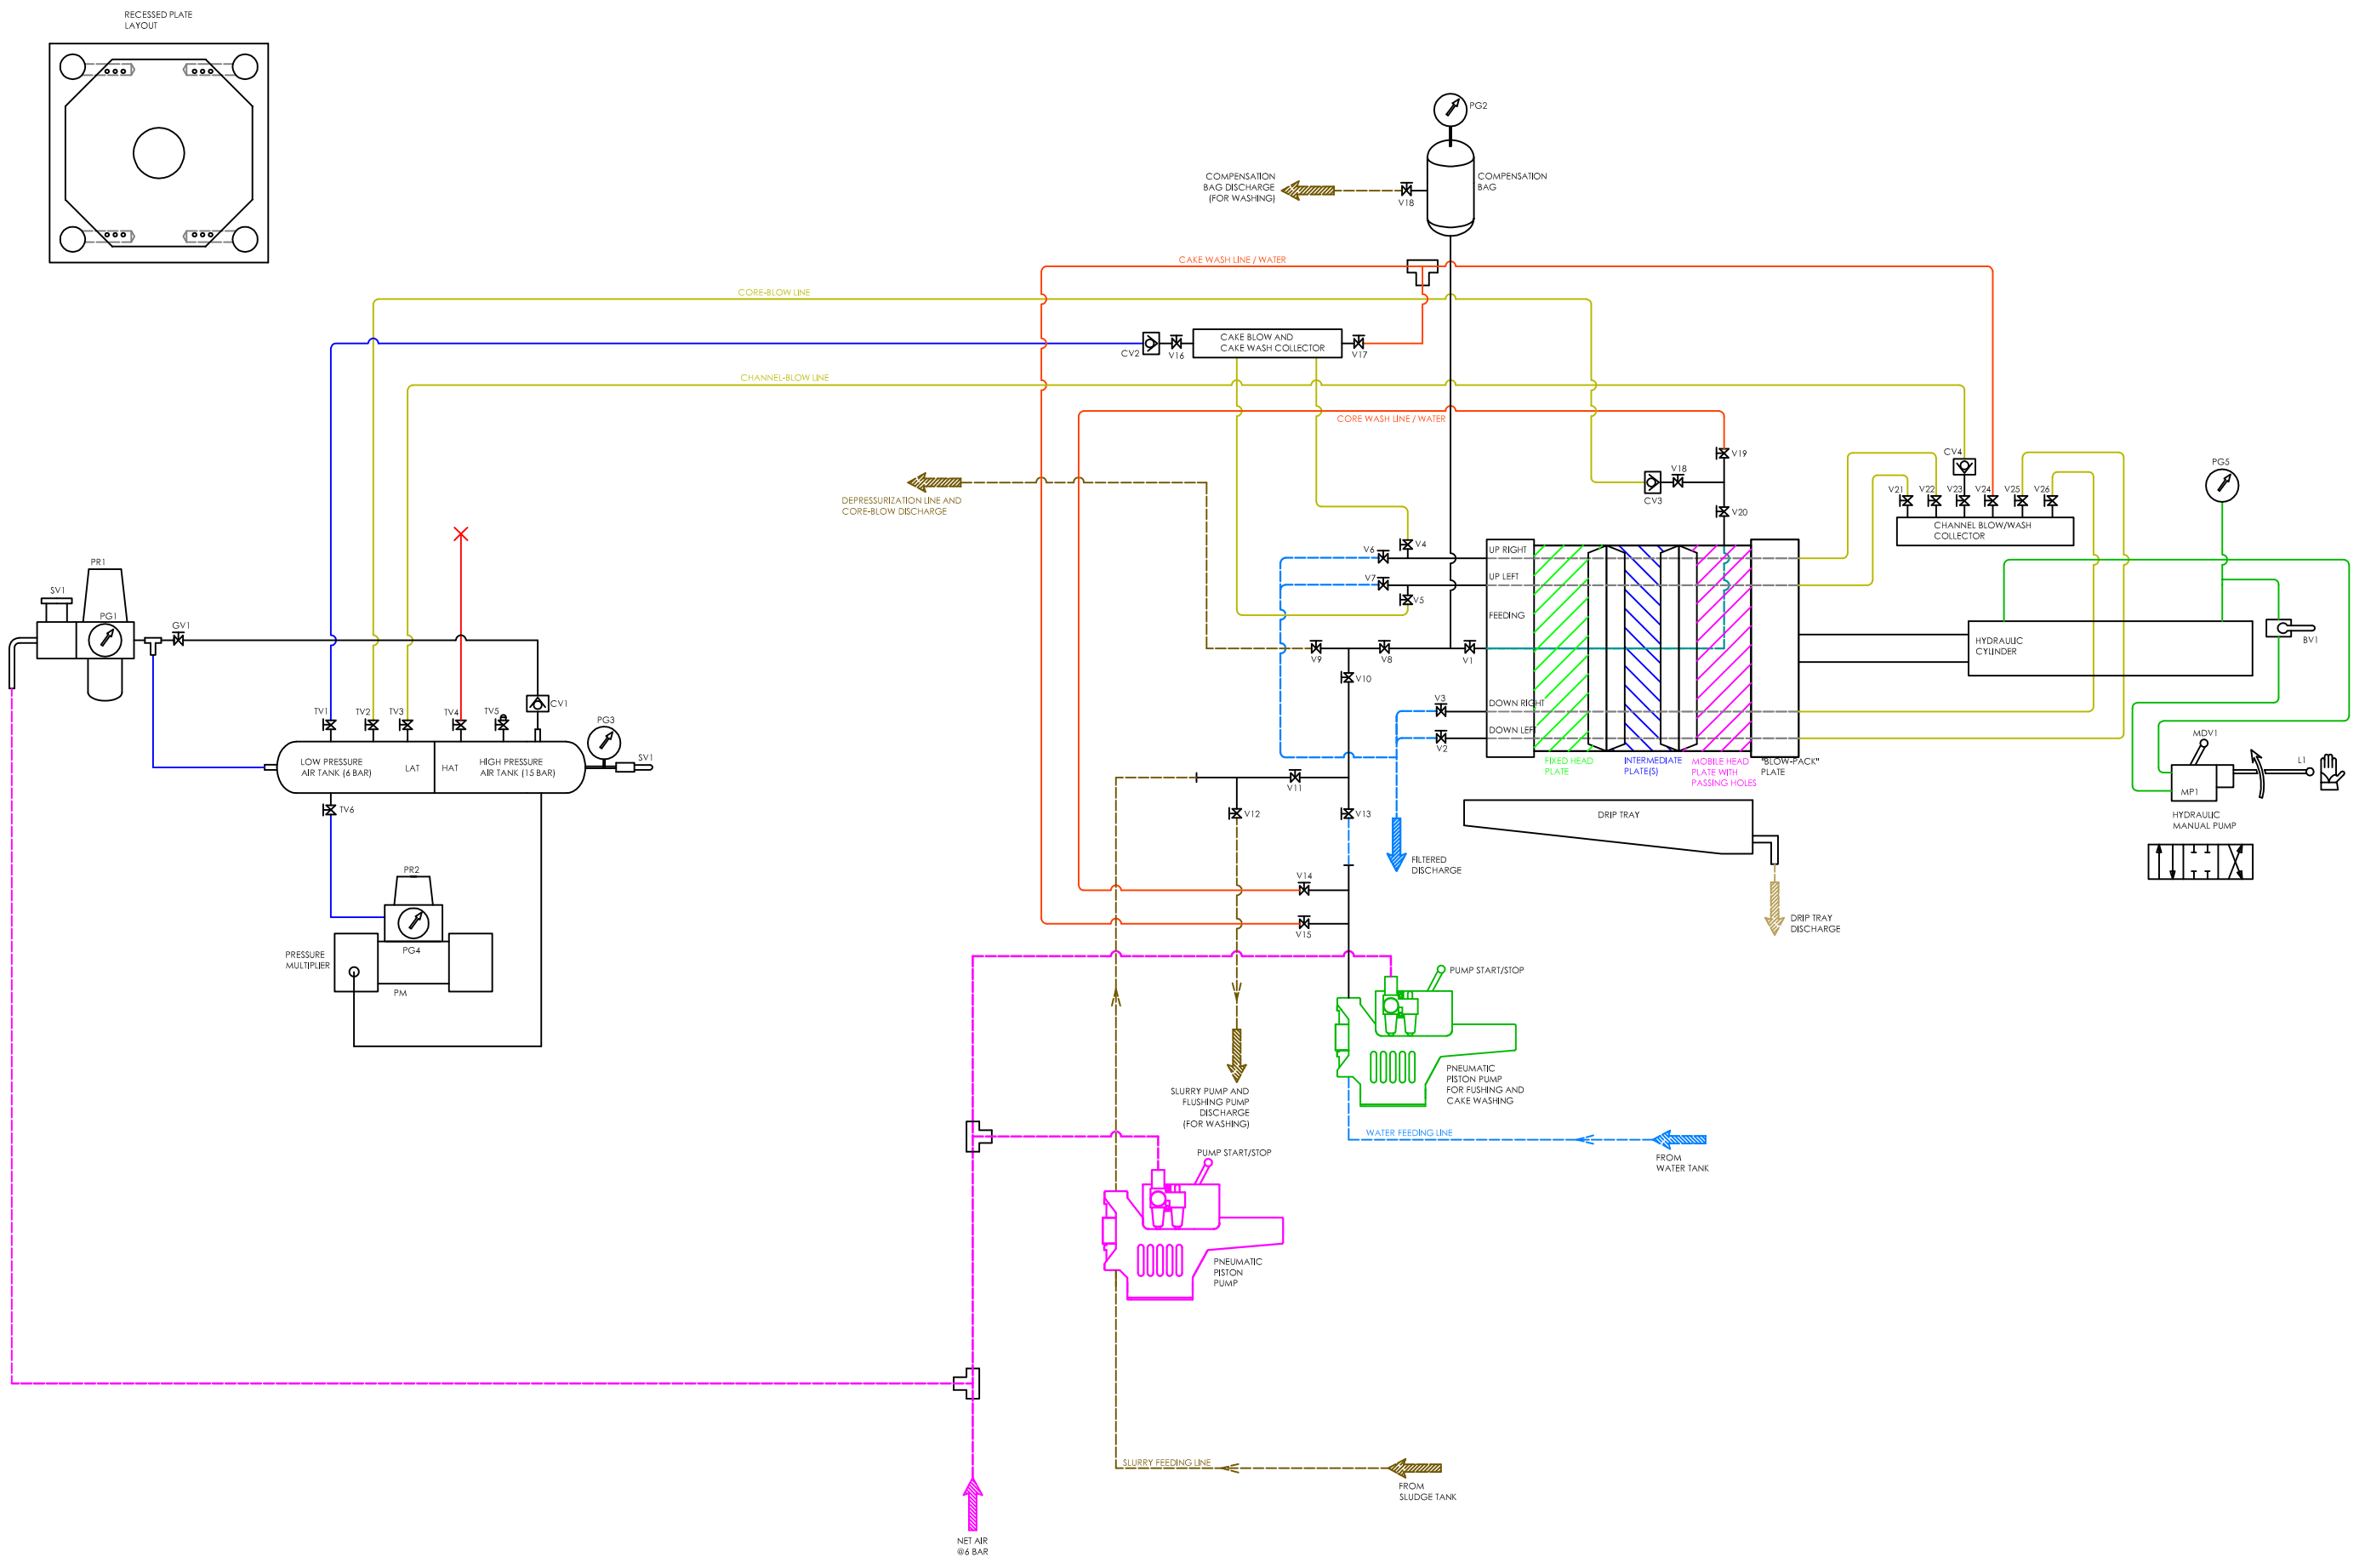 RECESSED PLATE
LAYOUT
PG2
COMPENSATION
BAG DISCHARGE
(FOR WASHING)
V18
COMPENSATION
BAG
CAKE WASH LINE / WATER
CORE-BLOW LINE
CV2
V16
CAKE BLOW AND
CAKE WASH COLLECTOR
V17
CHANNEL-BLOW LINE
CORE WASH LINE / WATER
V19
CV4
PG5
V18
CV3
V21
V22
V23
V24
V25
V26
DEPRESSURIZATION LINE AND
CORE-BLOW DISCHARGE
V20
CHANNEL BLOW/WASH
COLLECTOR
V6
V4
UP RIGHT
V7
UP LEFT
V5
FEEDING
PR1
SV1
PG1
GV1
HYDRAULIC
CYLINDER
BV1
V9
V8
V1
V10
V3
DOWN RIGHT
V2
DOWN LEFT
TV1
TV2
TV3
TV4
TV5
CV1
PG3
SV1
LOW PRESSURE
AIR TANK (6 BAR)
LAT
HAT
HIGH PRESSURE
AIR TANK (15 BAR)
TV6
FIXED HEAD
PLATE
INTERMEDIATE
PLATE(S)
MOBILE HEAD
PLATE WITH
PASSING HOLES
"BLOW-PACK"
PLATE
MDV1
L1
MP1
HYDRAULIC
MANUAL PUMP
V11
V12
V13
DRIP TRAY
FILTERED
DISCHARGE
V14
V15
DRIP TRAY
DISCHARGE
PR2
PG4
PRESSURE
MULTIPLIER
PM
PUMP START/STOP
PNEUMATIC
PISTON PUMP
FOR FUSHING AND
CAKE WASHING
SLURRY PUMP AND
FLUSHING PUMP
DISCHARGE
(FOR WASHING)
WATER FEEDING LINE
FROM
WATER TANK
PUMP START/STOP
PNEUMATIC
PISTON
PUMP
SLURRY FEEDING LINE
FROM
SLUDGE TANK
NET AIR
@6 BAR